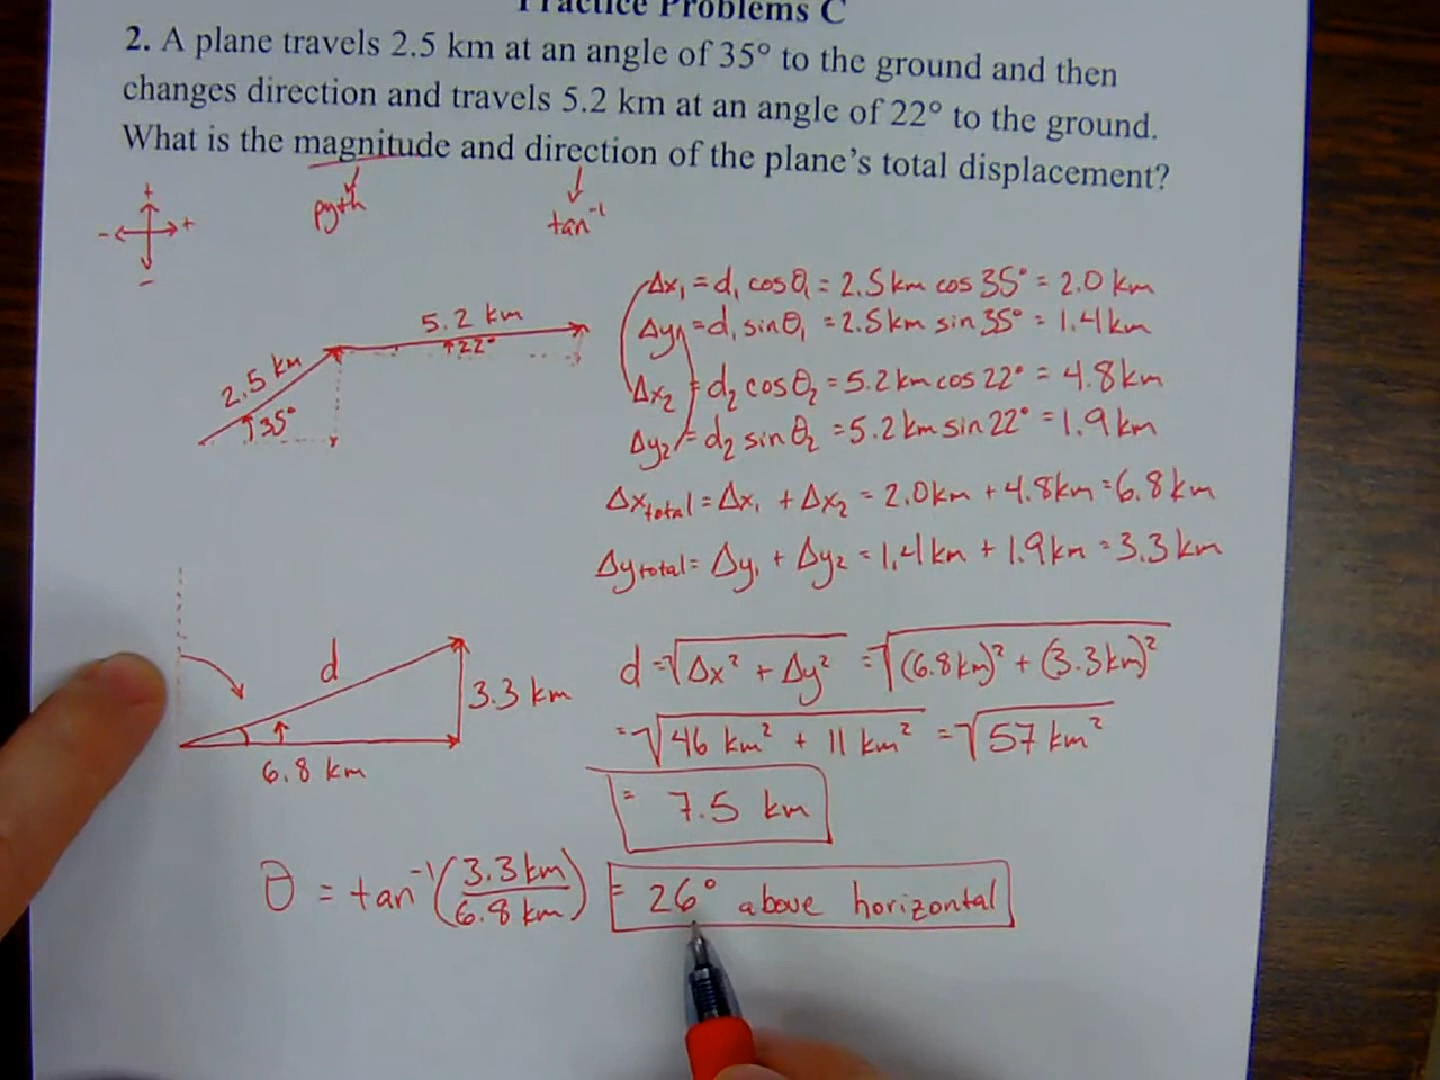 Practice Problems C
2. A plane travels 2.5 km at an angle of 35° to the ground and then
changes direction and travels 5.2 km at an angle of 22° to the ground.
What is the magnitude and direction of the plane's total displacement?
+
- +
-
pyth
tan⁻¹
Δx₁ = d₁ cosθ₁ = 2.5 km cos 35° = 2.0 km
Δy₁ = d₁ sinθ₁ = 2.5 km sin 35° = 1.4 km
Δx₂ = d₂ cosθ₂ = 5.2 km cos 22° = 4.8 km
Δy₂ = d₂ sin θ₂ = 5.2 km sin 22° = 1.9 km
5.2 km
22°
2.5 km
35°
Δx total = Δx₁ + Δx₂ = 2.0 km + 4.8 km = 6.8 km
Δy total = Δy₁ + Δy₂ = 1.4 km + 1.9 km = 3.3 km
d
3.3 km
6.8 km
d = √Δx² + Δy² = √(6.8 km)² + (3.3 km)²
= √46 km² + 11 km² = √57 km²
= 7.5 km
θ = tan⁻¹(3.3 km/6.8 km) = 26° above horizontal